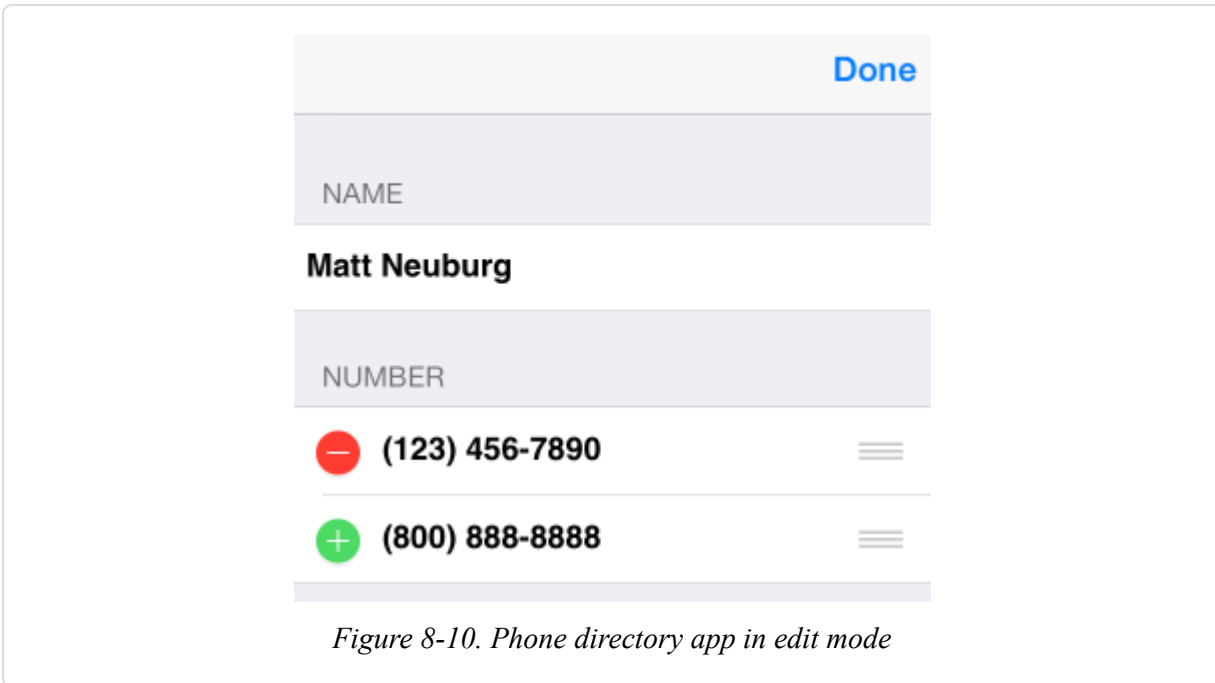 Done
NAME
Matt Neuburg
NUMBER
(123) 456-7890
(800) 888-8888
Figure 8-10. Phone directory app in edit mode